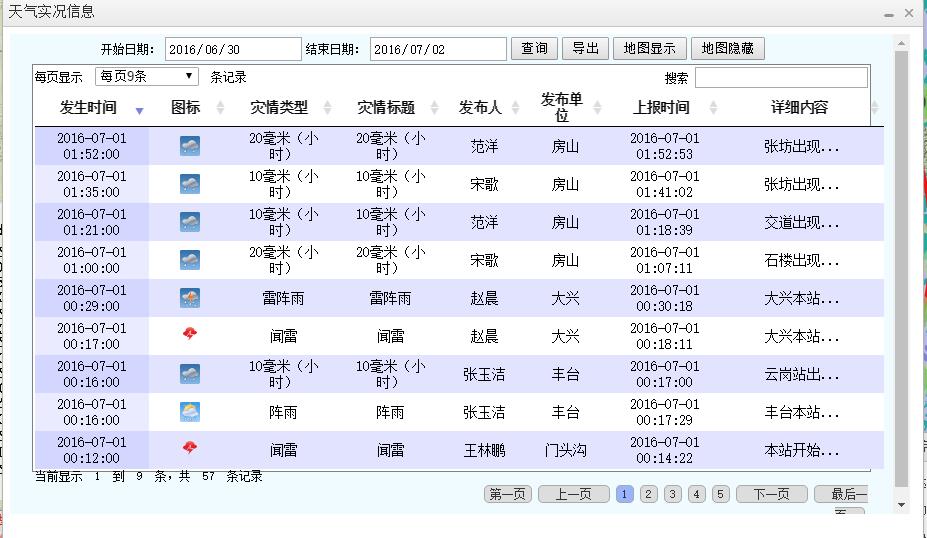 天气实况信息
开始日期: 2016/06/30 结束日期: 2016/07/02 查询 导出 地图显示 地图隐藏
每页显示 每页9条 条记录 搜索
发生时间 图标 灾情类型 灾情标题 发布人 发布单位 上报时间 详细内容
2016-07-01 01:52:00 20毫米（小时） 20毫米（小时） 范洋 房山 2016-07-01 01:52:53 张坊出现...
2016-07-01 01:35:00 10毫米（小时） 10毫米（小时） 宋歌 房山 2016-07-01 01:41:02 张坊出现...
2016-07-01 01:21:00 10毫米（小时） 10毫米（小时） 范洋 房山 2016-07-01 01:18:39 交道出现...
2016-07-01 01:00:00 20毫米（小时） 20毫米（小时） 宋歌 房山 2016-07-01 01:07:11 石楼出现...
2016-07-01 00:29:00 雷阵雨 雷阵雨 赵晨 大兴 2016-07-01 00:30:18 大兴本站...
2016-07-01 00:17:00 闻雷 闻雷 赵晨 大兴 2016-07-01 00:18:11 大兴本站...
2016-07-01 00:16:00 10毫米（小时） 10毫米（小时） 张玉洁 丰台 2016-07-01 00:17:00 云岗站出...
2016-07-01 00:16:00 阵雨 阵雨 张玉洁 丰台 2016-07-01 00:17:29 丰台本站...
2016-07-01 00:12:00 闻雷 闻雷 王林鹏 门头沟 2016-07-01 00:14:22 本站开始...
当前显示 1 到 9 条，共 57 条记录
第一页 上一页 1 2 3 4 5 下一页 最后一